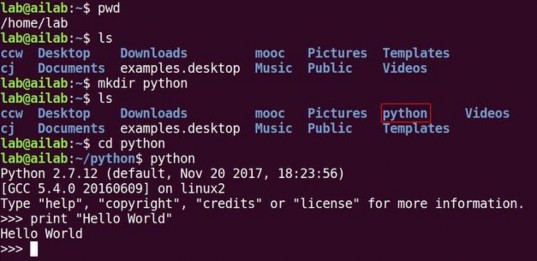 lab@ailab:~$ pwd
/home/lab
lab@ailab:~$ ls
ccw  Desktop    Downloads         mooc   Pictures  Templates
cj   Documents  examples.desktop  Music  Public    Videos
lab@ailab:~$ mkdir python
lab@ailab:~$ ls
ccw  Desktop    Downloads         mooc   Pictures  python     Videos
cj   Documents  examples.desktop  Music  Public    Templates
lab@ailab:~$ cd python
lab@ailab:~/python$ python
Python 2.7.12 (default, Nov 20 2017, 18:23:56)
[GCC 5.4.0 20160609] on linux2
Type "help", "copyright", "credits" or "license" for more information.
>>> print "Hello World"
Hello World
>>>